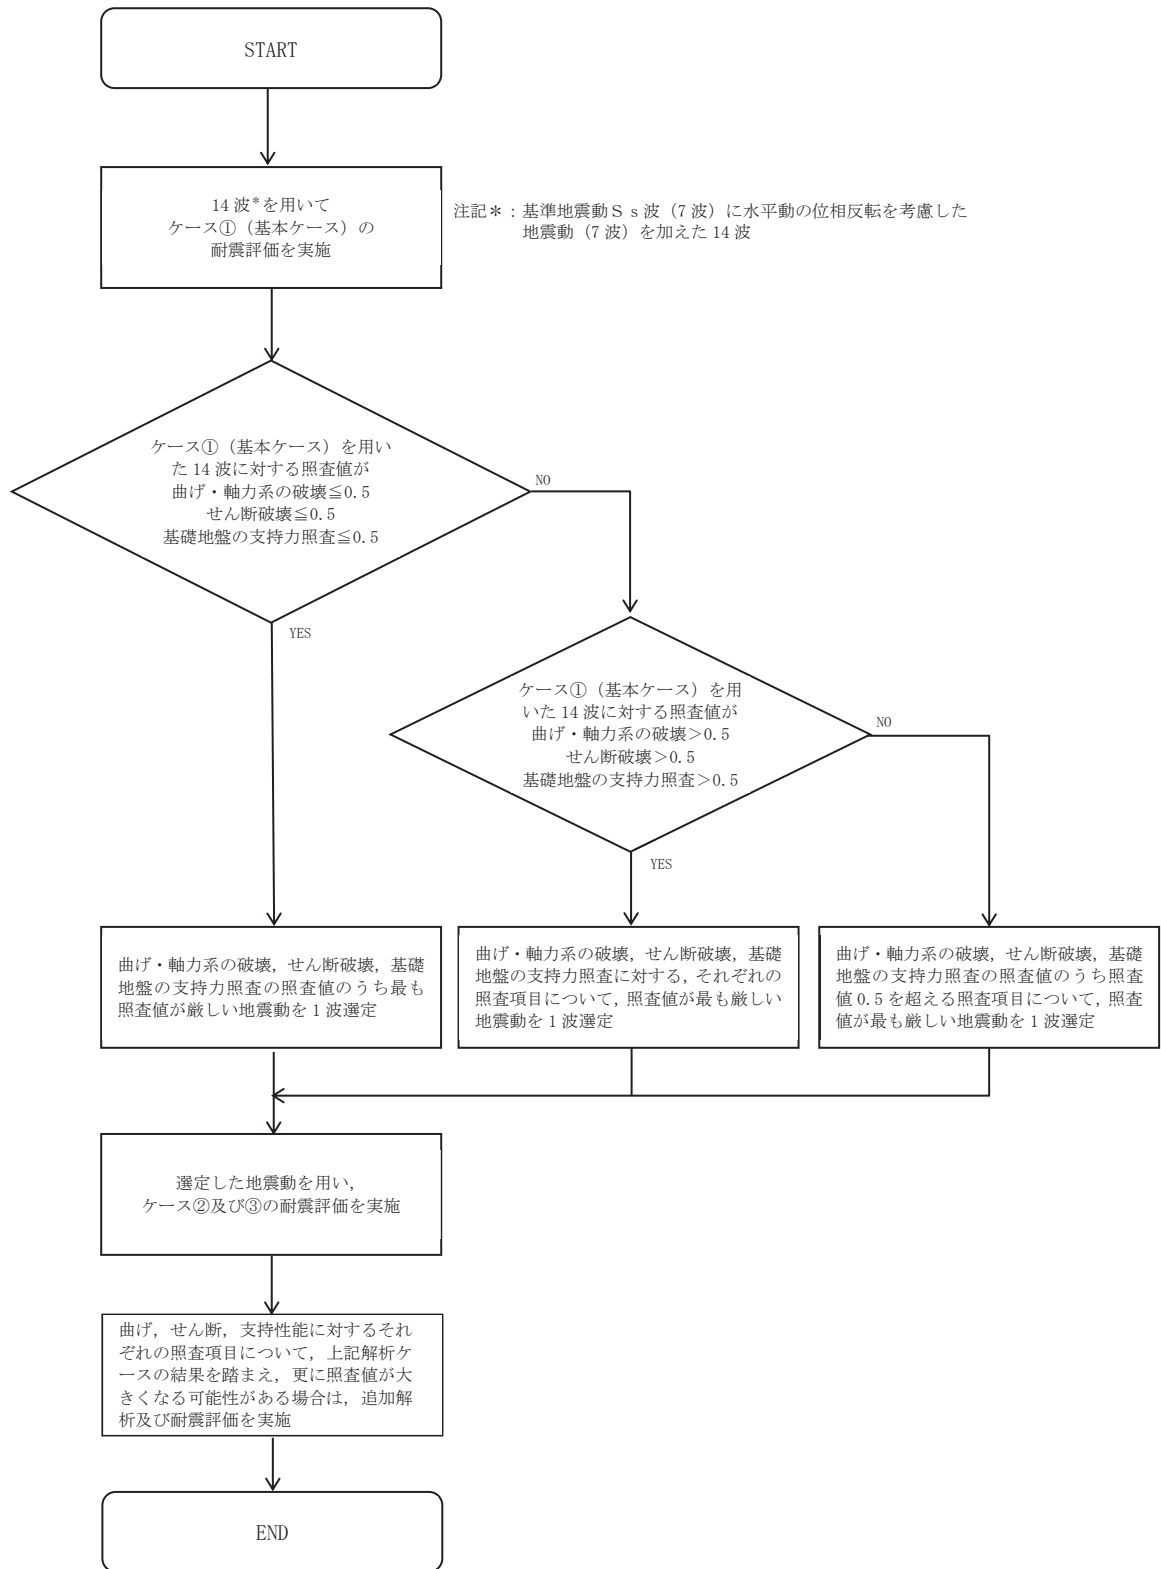 START
14 波*を用いて
ケース①（基本ケース）の
耐震評価を実施
注記＊：基準地震動Ｓｓ波（7 波）に水平動の位相反転を考慮した
地震動（7 波）を加えた 14 波
ケース①（基本ケース）を用い
た 14 波に対する照査値が
曲げ・軸力系の破壊≦0.5
せん断破壊≦0.5
基礎地盤の支持力照査≦0.5
NO
YES
ケース①（基本ケース）を用
いた 14 波に対する照査値が
曲げ・軸力系の破壊＞0.5
せん断破壊＞0.5
基礎地盤の支持力照査＞0.5
NO
YES
曲げ・軸力系の破壊，せん断破壊，基礎
地盤の支持力照査の照査値のうち最も
照査値が厳しい地震動を 1 波選定
曲げ・軸力系の破壊，せん断破壊，基礎
地盤の支持力照査に対する，それぞれの
照査項目について，照査値が最も厳しい
地震動を 1 波選定
曲げ・軸力系の破壊，せん断破壊，基礎
地盤の支持力照査の照査値のうち照査
値 0.5 を超える照査項目について，照査
値が最も厳しい地震動を 1 波選定
選定した地震動を用い，
ケース②及び③の耐震評価を実施
曲げ，せん断，支持性能に対するそれ
ぞれの照査項目について，上記解析ケ
ースの結果を踏まえ，更に照査値が大
きくなる可能性がある場合は，追加解
析及び耐震評価を実施
END